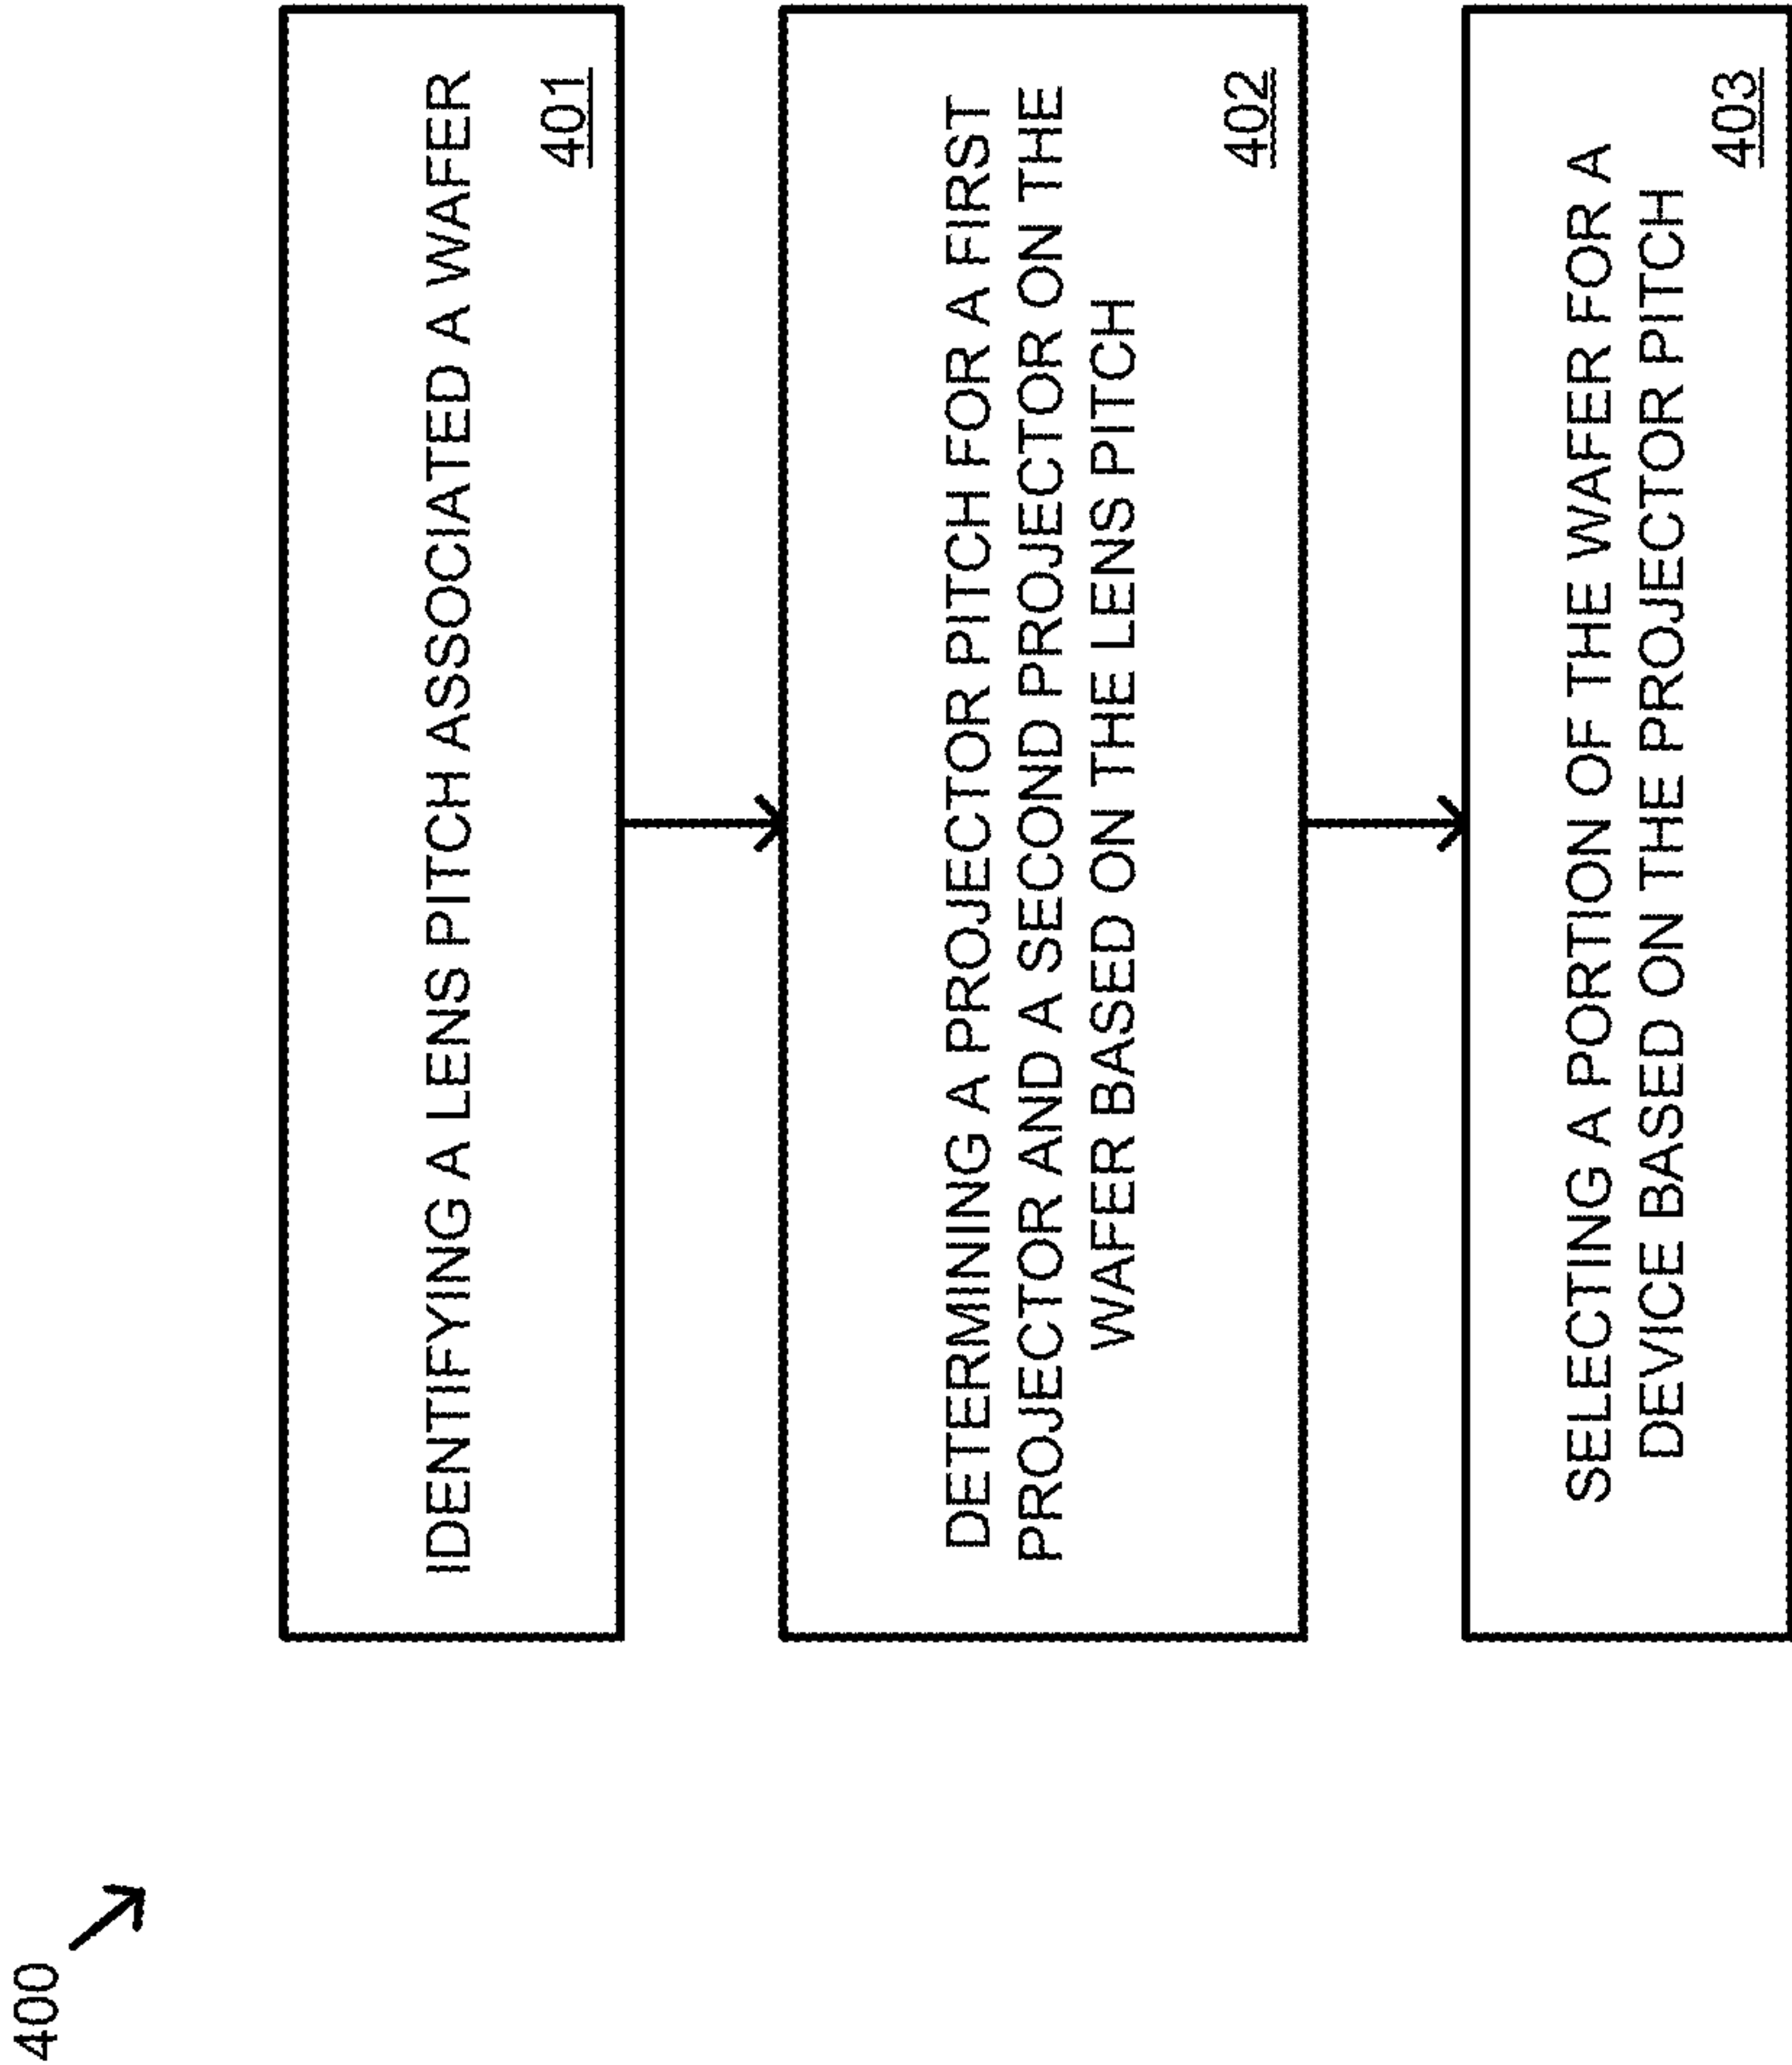 400
IDENTIFYING A LENS PITCH ASSOCIATED A WAFER
401
DETERMINING A PROJECTOR PITCH FOR A FIRST
PROJECTOR AND A SECOND PROJECTOR ON THE
WAFER BASED ON THE LENS PITCH
402
SELECTING A PORTION OF THE WAFER FOR A
DEVICE BASED ON THE PROJECTOR PITCH
403